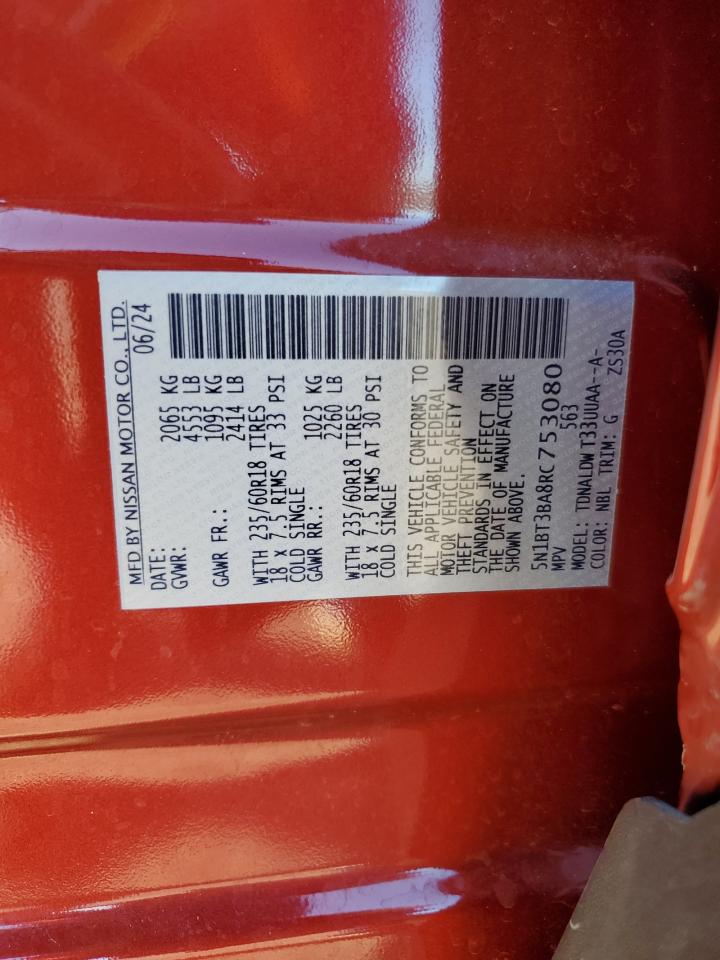 MFD BY NISSAN MOTOR CO., LTD.
DATE: 06/24
GVWR: 2065 KG
4553 LB
GAWR FR.: 1095 KG
2414 LB
WITH 235/60R18 TIRES
18 x 7.5 RIMS AT 33 PSI
COLD SINGLE
GAWR RR.: 1025 KG
2260 LB
WITH 235/60R18 TIRES
18 x 7.5 RIMS AT 30 PSI
COLD SINGLE
THIS VEHICLE CONFORMS TO
ALL APPLICABLE FEDERAL
MOTOR VEHICLE SAFETY AND
THEFT PREVENTION
STANDARDS IN EFFECT ON
THE DATE OF MANUFACTURE
SHOWN ABOVE.
5N1BT3BA8RC753080
MPV 563
MODEL: TDNALDW T33UUAA--A-
COLOR: NBL TRIM: G ZS30A